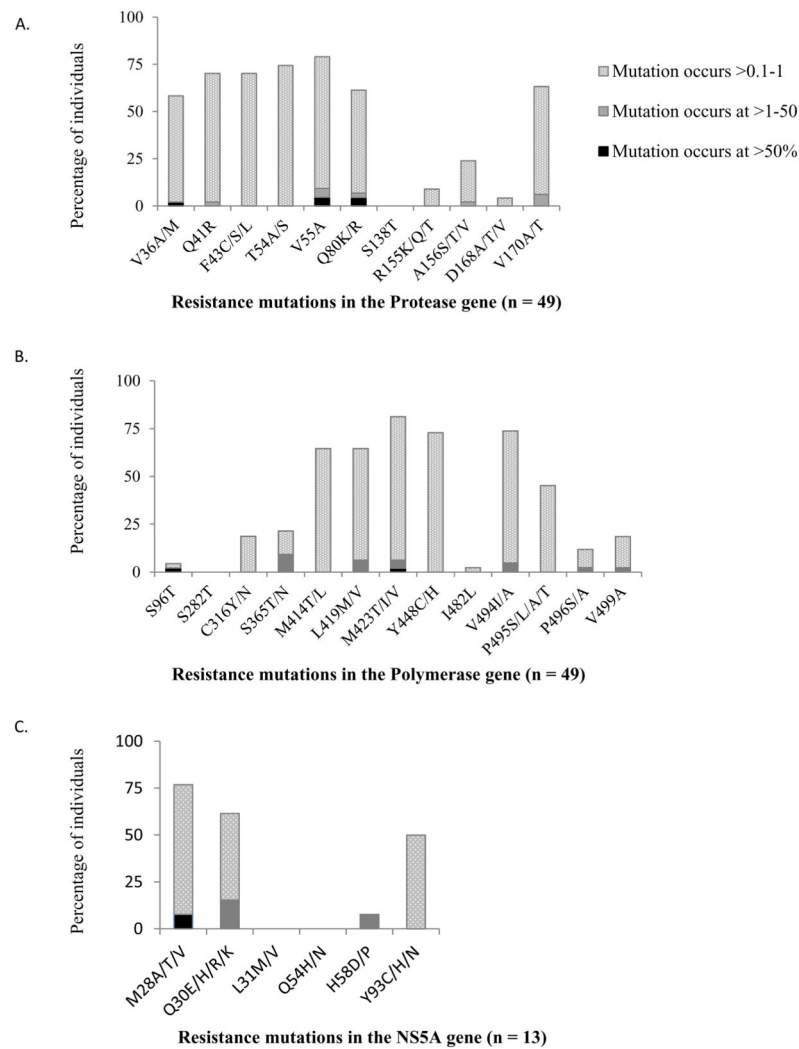 A.
Percentage of individuals
100
75
50
25
0
V36A/M
Q41R
F43C/S/L
T54A/S
V55A
Q80K/R
S138T
R155K/Q/T
A156S/T/V
D168A/T/V
V170A/T
Resistance mutations in the Protease gene (n = 49)
Mutation occurs >0.1-1
Mutation occurs at >1-50
Mutation occurs at >50%
B.
Percentage of individuals
100
75
50
25
0
S96T
S282T
C316Y/N
S365T/N
M414T/L
L419M/V
M423T/I/V
Y448C/H
I482L
V494I/A
P495S/L/A/T
P496S/A
V499A
Resistance mutations in the Polymerase gene (n = 49)
C.
Percentage of individuals
100
75
50
25
0
M28A/T/V
Q30E/H/R/K
L31M/V
Q54H/N
H58D/P
Y93C/H/N
Resistance mutations in the NS5A gene (n = 13)